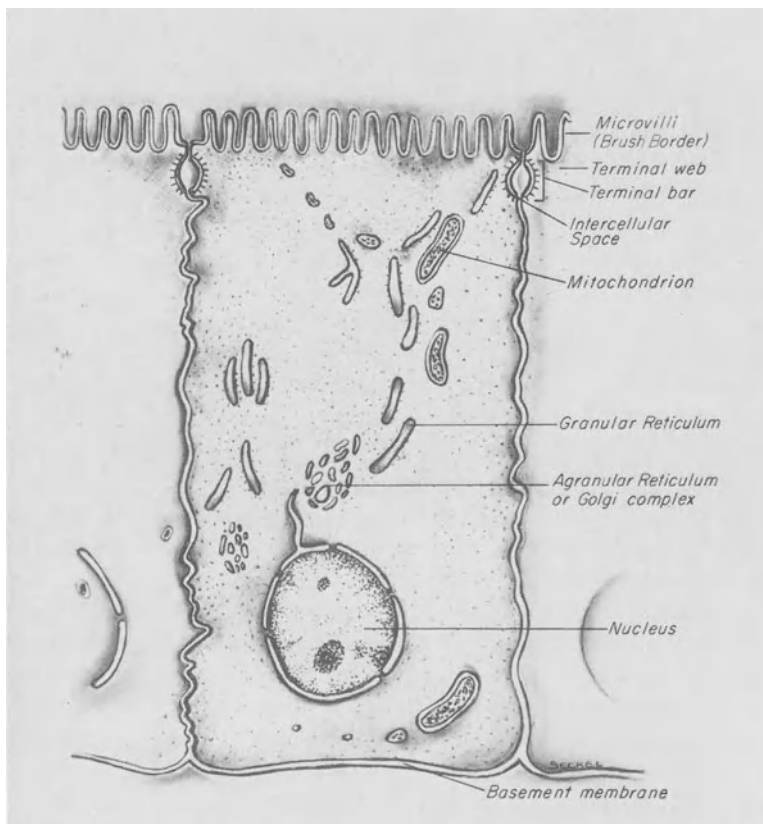 Microvilli
(Brush Border)
Terminal web
Terminal bar
Intercellular
Space
Mitochondrion
Granular Reticulum
Agranular Reticulum
or Golgi complex
Nucleus
SECKEL
Basement membrane